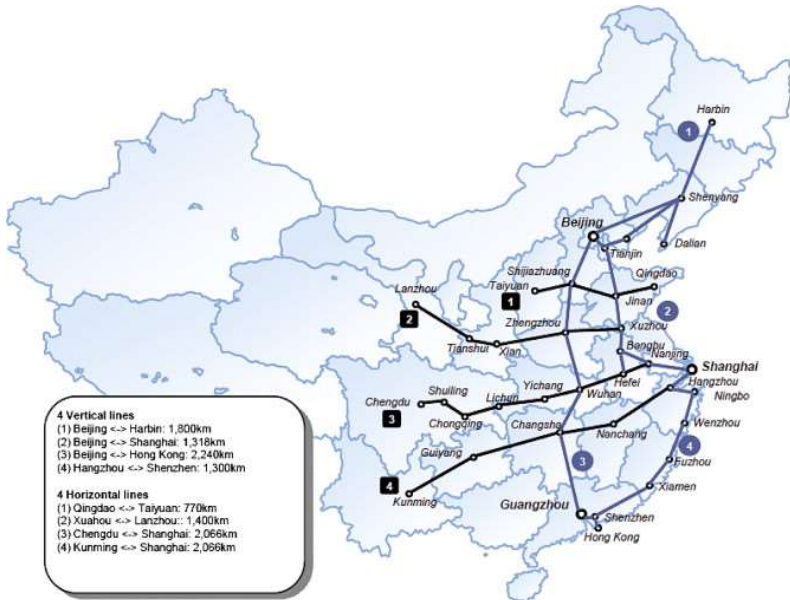 Harbin
1
Shenyang
Beijing
Dalian
Tianjin
Shijiazhuang
Qingdao
Lanzhou
Taiyuan
1
Jinan
2
2
Zhengzhou
Xuzhou
Tianshui
Xian
Bengbu
Nanjing
Shanghai
Hefei
Hangzhou
Ningbo
Yichang
Shuiling
Lichun
Wuhan
Chengdu
3
Chongqing
Wenzhou
Changsha
Nanchang
4
Guiyang
3
Fuzhou
4
Kunming
Xiamen
Guangzhou
Shenzhen
Hong Kong
4 Vertical lines
(1) Beijing <-> Harbin: 1,800km
(2) Beijing <-> Shanghai: 1,318km
(3) Beijing <-> Hong Kong: 2,240km
(4) Hangzhou <-> Shenzhen: 1,300km
4 Horizontal lines
(1) Qingdao <-> Taiyuan: 770km
(2) Xuahou <-> Lanzhou:: 1,400km
(3) Chengdu <-> Shanghai: 2,066km
(4) Kunming <-> Shanghai: 2,066km